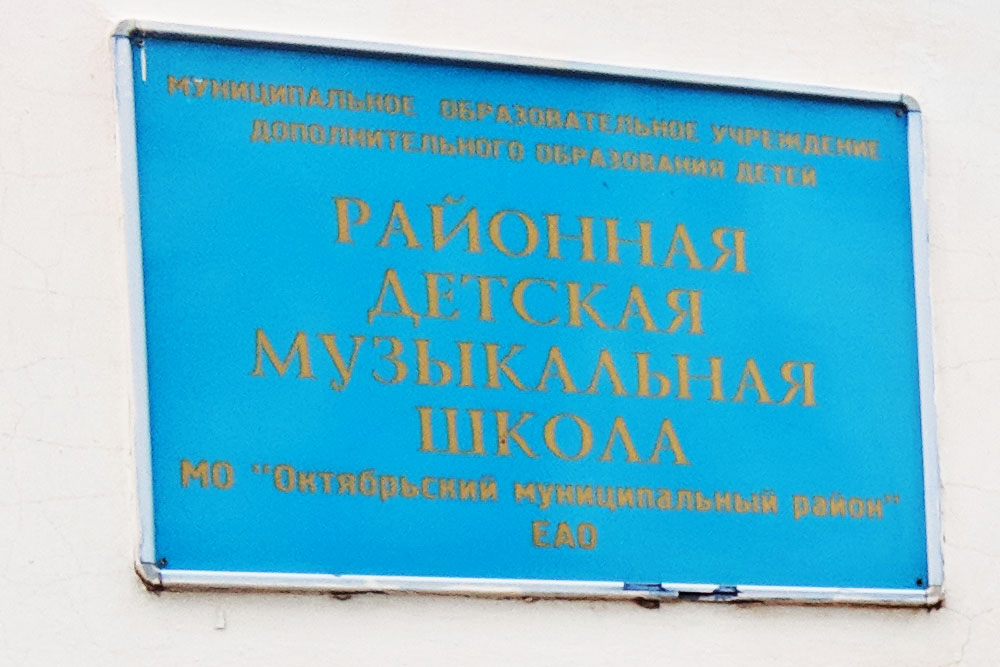 МУНИЦИПАЛЬНОЕ ОБРАЗОВАТЕЛЬНОЕ УЧРЕЖДЕНИЕ
ДОПОЛНИТЕЛЬНОГО ОБРАЗОВАНИЯ ДЕТЕЙ
РАЙОННАЯ
ДЕТСКАЯ
МУЗЫКАЛЬНАЯ
ШКОЛА
МО "Октябрьский муниципальный район"
ЕАО